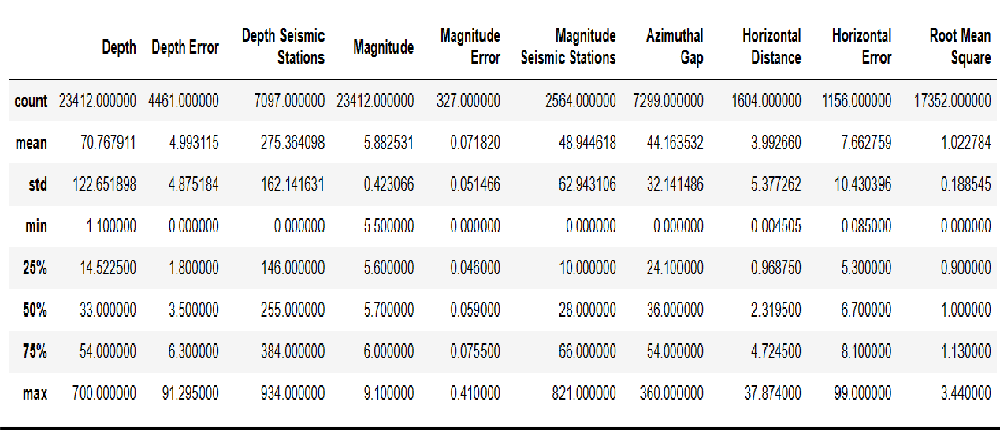 Depth Depth Error Depth Seismic Stations Magnitude Magnitude Error Magnitude Seismic Stations Azimuthal Gap Horizontal Distance Horizontal Error Root Mean Square
count 23412.000000 4461.000000 7097.000000 23412.000000 327.000000 2564.000000 7299.000000 1604.000000 1156.000000 17352.000000
mean 70.767911 4.993115 275.364098 5.882531 0.071820 48.944618 44.163532 3.992660 7.662759 1.022784
std 122.651898 4.875184 162.141631 0.423066 0.051466 62.943106 32.141486 5.377262 10.430396 0.188545
min -1.100000 0.000000 0.000000 5.500000 0.000000 0.000000 0.000000 0.004505 0.085000 0.000000
25% 14.522500 1.800000 146.000000 5.600000 0.046000 10.000000 24.100000 0.968750 5.300000 0.900000
50% 33.000000 3.500000 255.000000 5.700000 0.059000 28.000000 36.000000 2.319500 6.700000 1.000000
75% 54.000000 6.300000 384.000000 6.000000 0.075500 66.000000 54.000000 4.724500 8.100000 1.130000
max 700.000000 91.295000 934.000000 9.100000 0.410000 821.000000 360.000000 37.874000 99.000000 3.440000